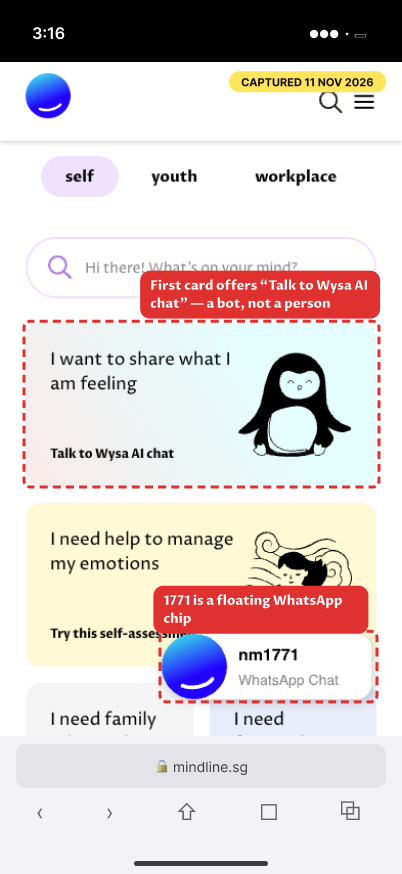 3:16
CAPTURED 11 NOV 2026
self
youth
workplace
Hi there! What's on your mind?
First card offers “Talk to Wysa AI
chat” — a bot, not a person
I want to share what I
am feeling
Talk to Wysa AI chat
I need help to manage
my emotions
1771 is a floating WhatsApp
chip
Try this self-assessme
nm1771
WhatsApp Chat
I need family
I need
mindline.sg